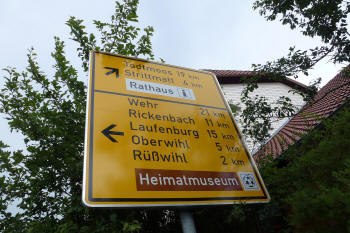 Todtmoos 19 km
Strittmatt 4 km
Rathaus i
Wehr 21 km
Rickenbach 11 km
Laufenburg 15 km
Oberwihl 5 km
Rüßwihl 2 km
Heimatmuseum